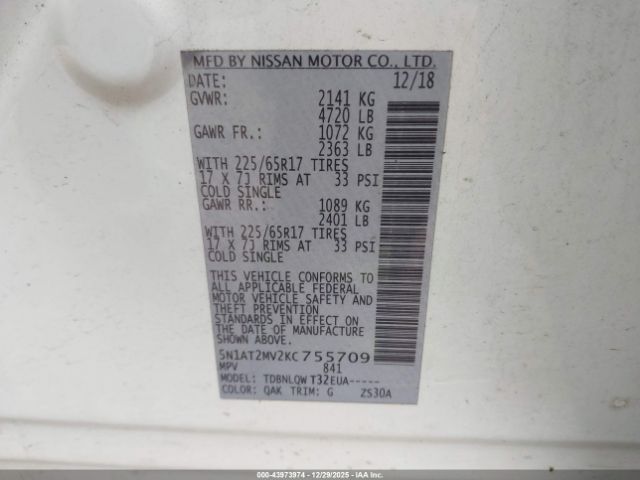 MFD BY NISSAN MOTOR CO., LTD.
DATE: 12/18
GVWR: 2141 KG
4720 LB
GAWR FR.: 1072 KG
2363 LB
WITH 225/65R17 TIRES
17 X 7J RIMS AT 33 PSI
COLD SINGLE
GAWR RR.: 1089 KG
2401 LB
WITH 225/65R17 TIRES
17 X 7J RIMS AT 33 PSI
COLD SINGLE
THIS VEHICLE CONFORMS TO
ALL APPLICABLE FEDERAL
MOTOR VEHICLE SAFETY AND
THEFT PREVENTION
STANDARDS IN EFFECT ON
THE DATE OF MANUFACTURE
SHOWN ABOVE.
5N1AT2MV2KC755709
MPV 841
MODEL: TDBNLQW T32EUA-----
COLOR: QAK TRIM: G ZS30A
000-43973974 • 12/29/2025 • IAAI.COM